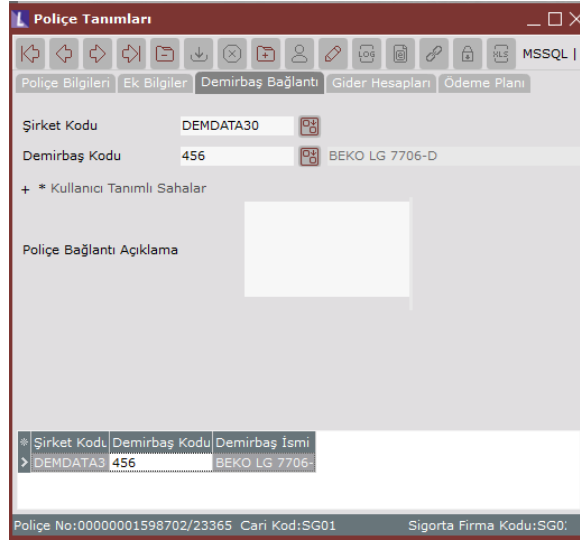 Poliçe Tanımları
LOG
XLS
MSSQL |
Poliçe Bilgileri Ek Bilgiler Demirbaş Bağlantı Gider Hesapları Ödeme Planı
Şirket Kodu DEMDATA30
Demirbaş Kodu 456 BEKO LG 7706-D
+ * Kullanıcı Tanımlı Sahalar
Poliçe Bağlantı Açıklama
* Şirket Kodu Demirbaş Kodu Demirbaş İsmi
> DEMDATA3 456 BEKO LG 7706-
Poliçe No:00000001598702/23365 Cari Kod:SG01 Sigorta Firma Kodu:SG0